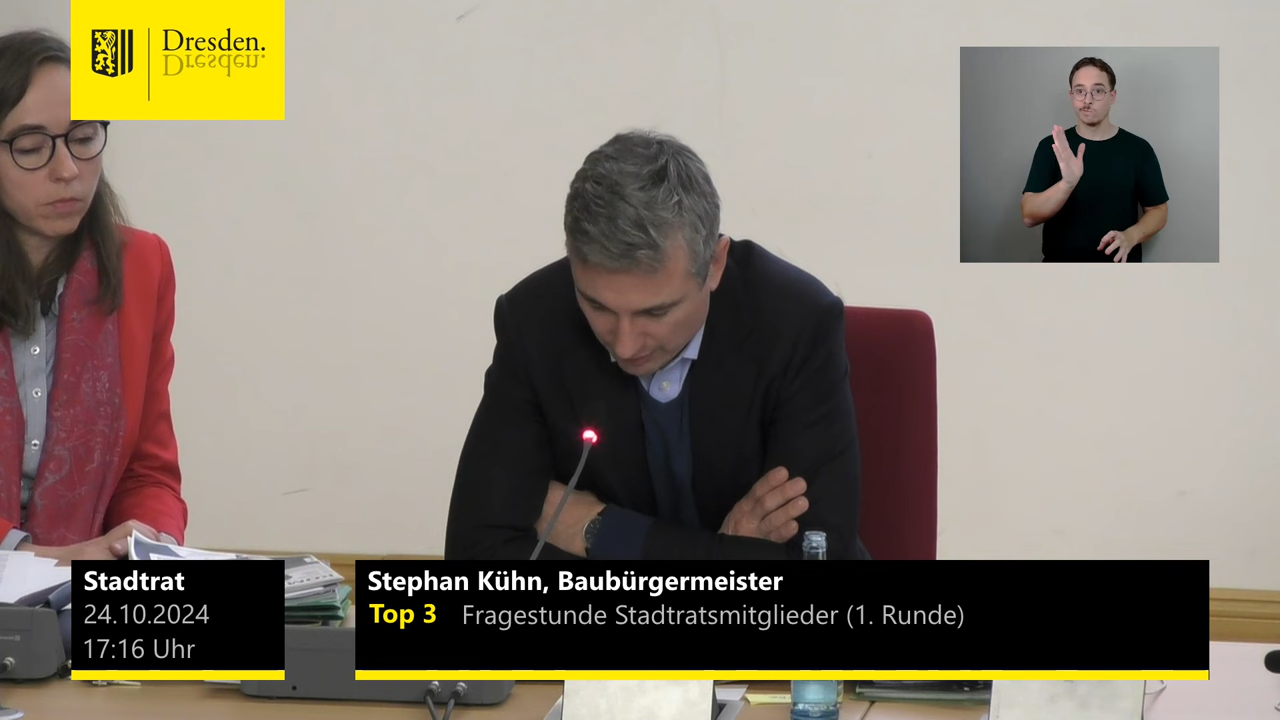 Dresden.
Dresden.
Stadtrat
24.10.2024
17:16 Uhr
Stephan Kühn, Baubürgermeister
Top 3 Fragestunde Stadtratsmitglieder (1. Runde)